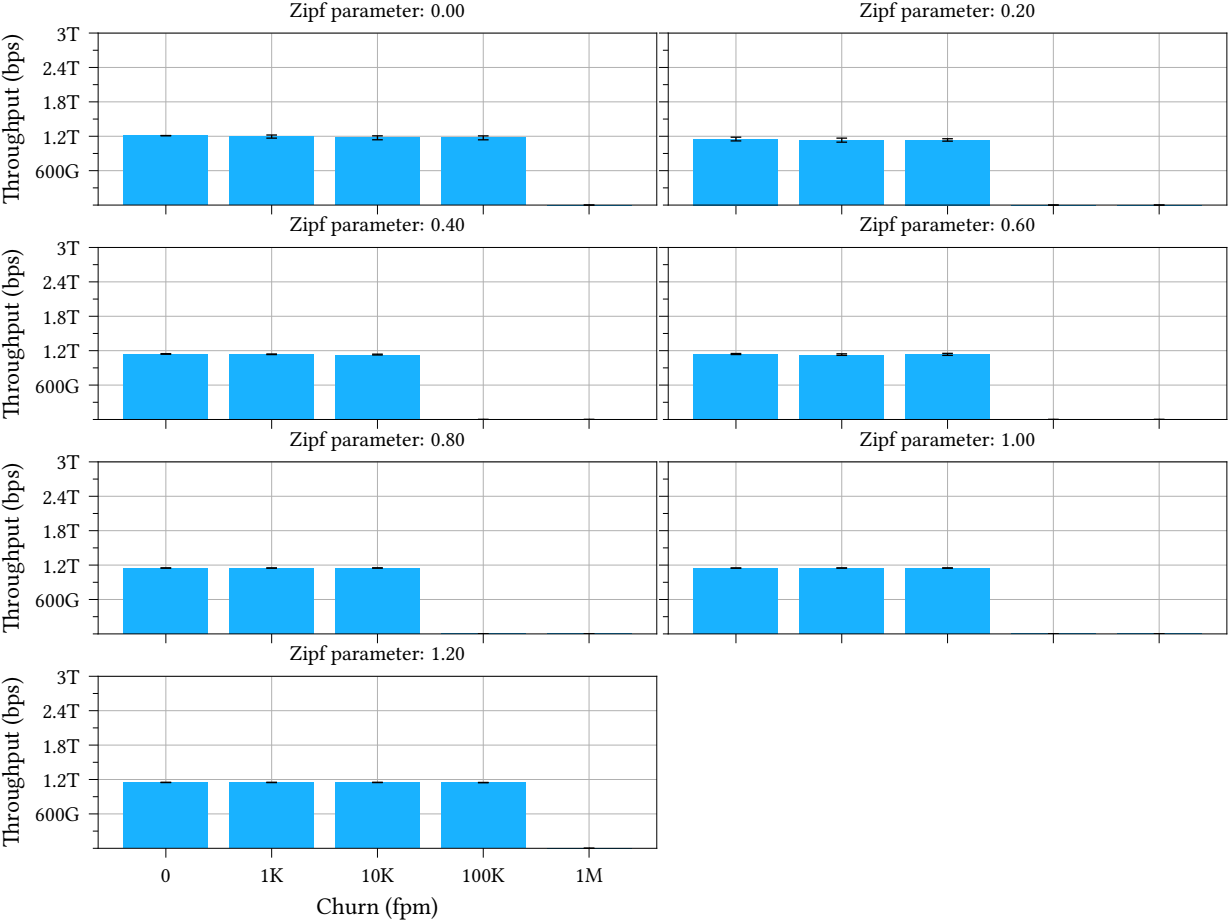 Zipf parameter: 0.00
Zipf parameter: 0.20
Throughput (bps)
3T
2.4T
1.8T
1.2T
600G
Zipf parameter: 0.40
Zipf parameter: 0.60
Throughput (bps)
3T
2.4T
1.8T
1.2T
600G
Zipf parameter: 0.80
Zipf parameter: 1.00
Throughput (bps)
3T
2.4T
1.8T
1.2T
600G
Zipf parameter: 1.20
Throughput (bps)
3T
2.4T
1.8T
1.2T
600G
0 1K 10K 100K 1M
Churn (fpm)